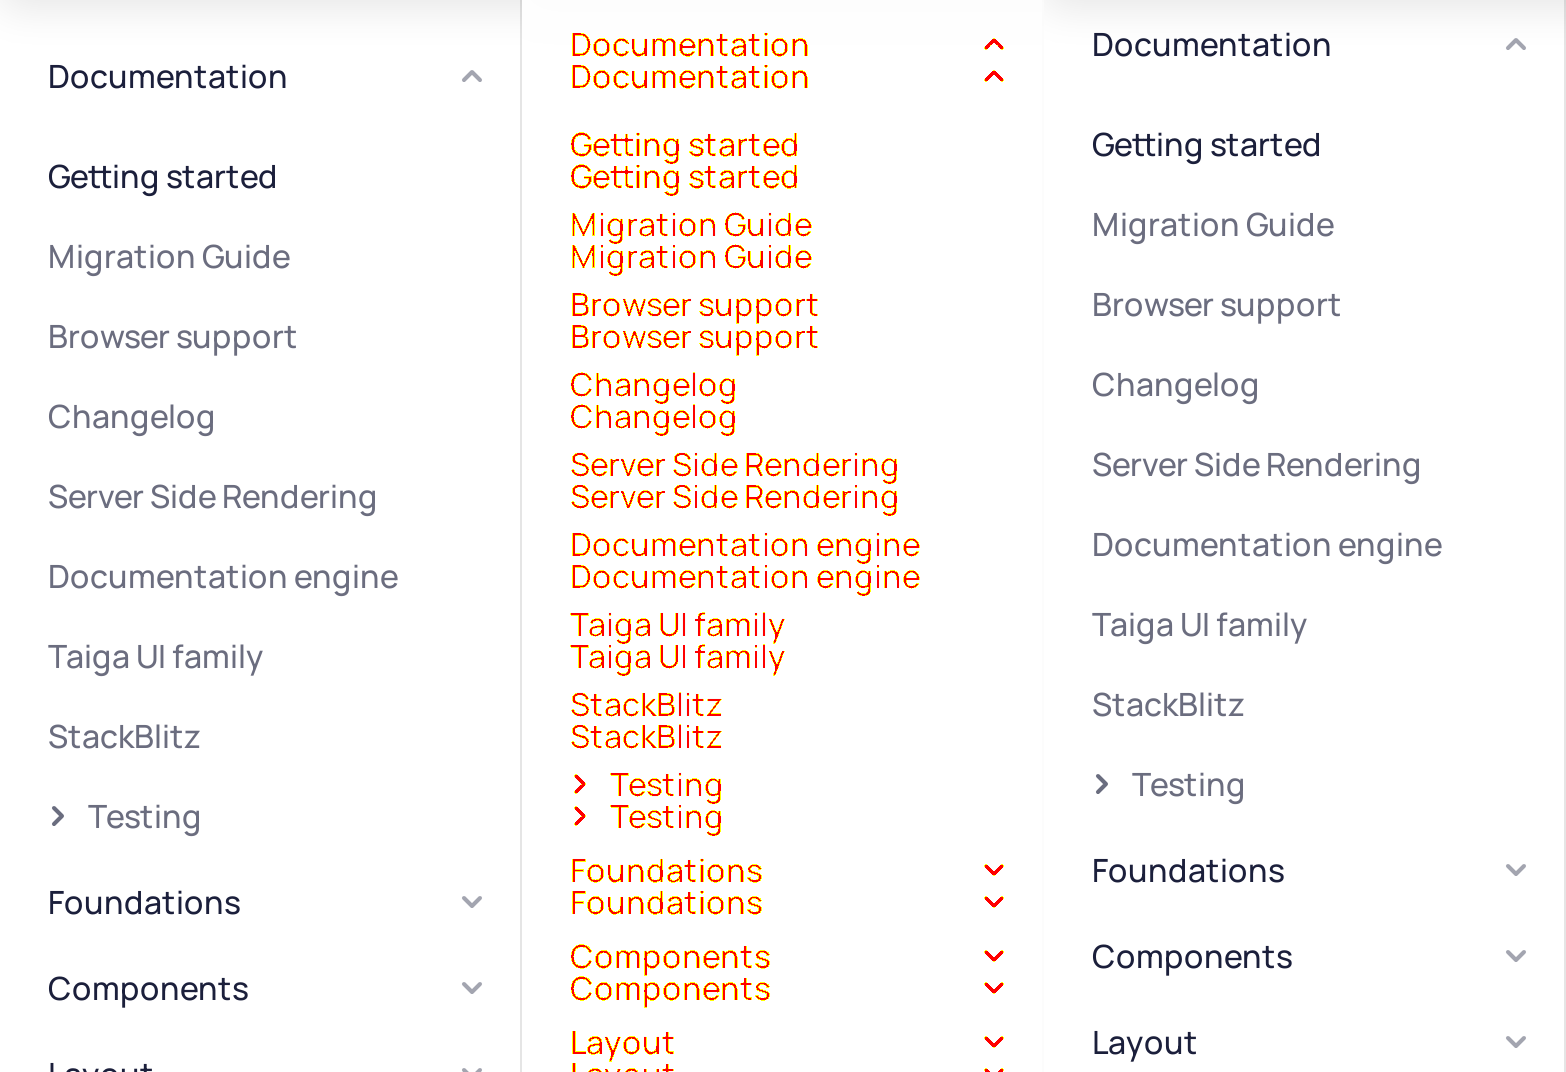 Documentation
Getting started
Migration Guide
Browser support
Changelog
Server Side Rendering
Documentation engine
Taiga UI family
StackBlitz
Testing
Foundations
Components
Layout
Documentation
Documentation
Getting started
Getting started
Migration Guide
Migration Guide
Browser support
Browser support
Changelog
Changelog
Server Side Rendering
Server Side Rendering
Documentation engine
Documentation engine
Taiga UI family
Taiga UI family
StackBlitz
StackBlitz
Testing
Testing
Foundations
Foundations
Components
Components
Layout
Layout
Documentation
Getting started
Migration Guide
Browser support
Changelog
Server Side Rendering
Documentation engine
Taiga UI family
StackBlitz
Testing
Foundations
Components
Layout